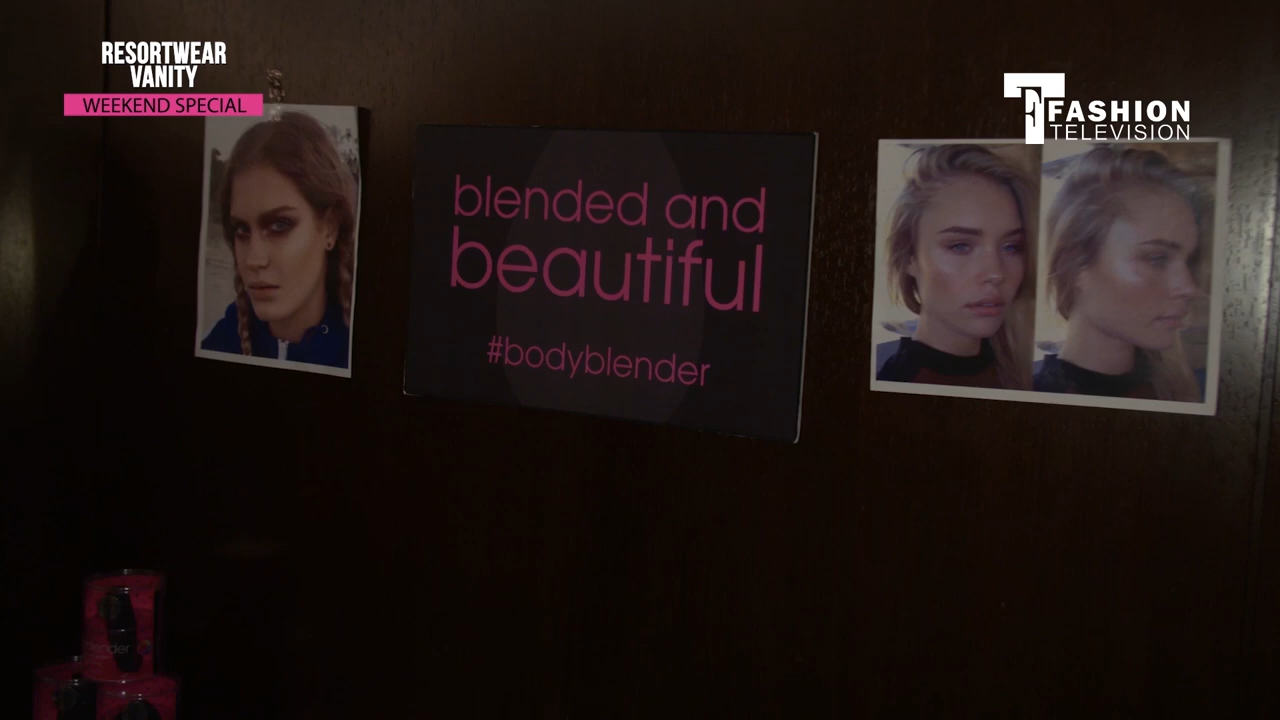 RESORTWEAR
VANITY
WEEKEND SPECIAL
FASHION
TELEVISION
blended and
beautiful
#bodyblender